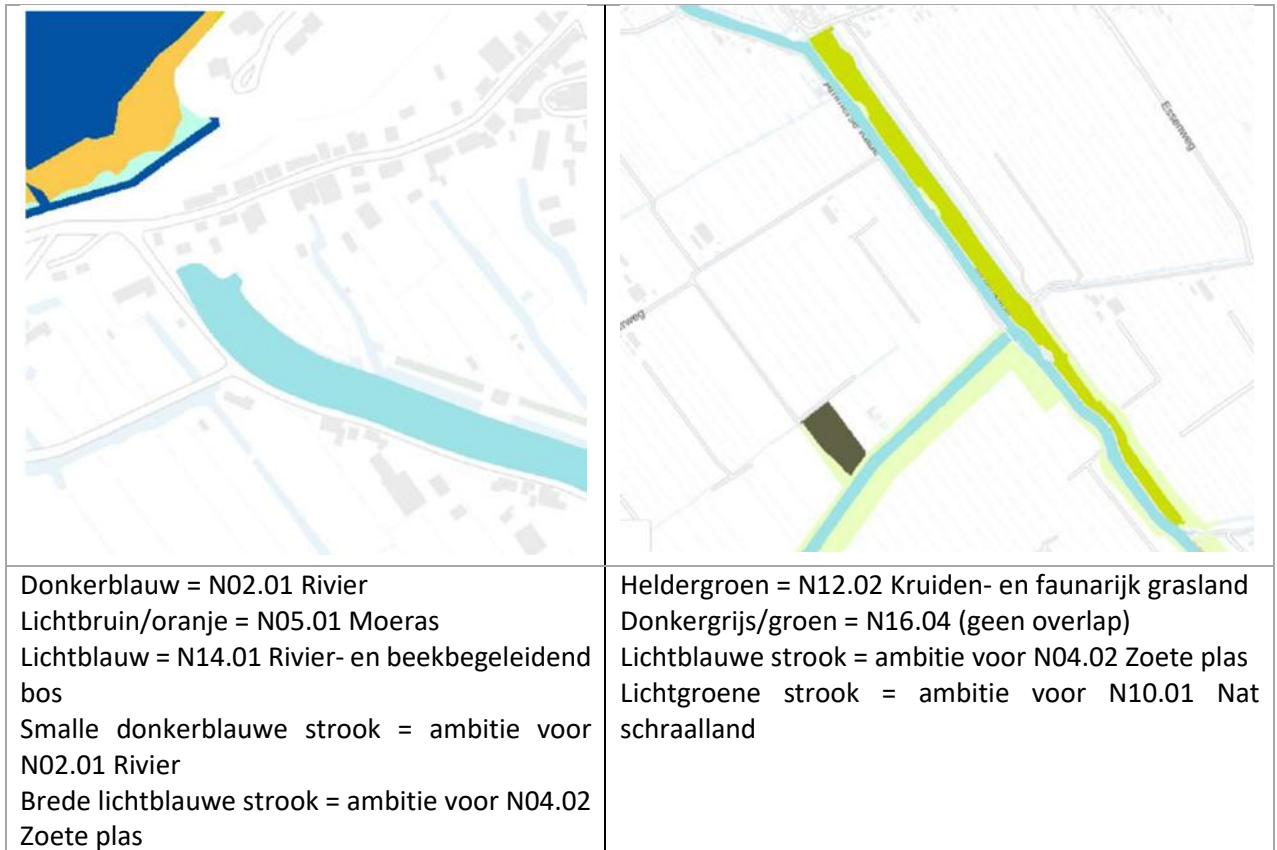 Essenweg
Donkerblauw = N02.01 Rivier
Lichtbruin/oranje = N05.01 Moeras
Lichtblauw = N14.01 Rivier- en beekbegeleidend
bos
Smalle donkerblauwe strook = ambitie voor
N02.01 Rivier
Brede lichtblauwe strook = ambitie voor N04.02
Zoete plas
Heldergroen = N12.02 Kruiden- en faunarijk grasland
Donkergrijs/groen = N16.04 (geen overlap)
Lichtblauwe strook = ambitie voor N04.02 Zoete plas
Lichtgroene strook = ambitie voor N10.01 Nat
schraalland